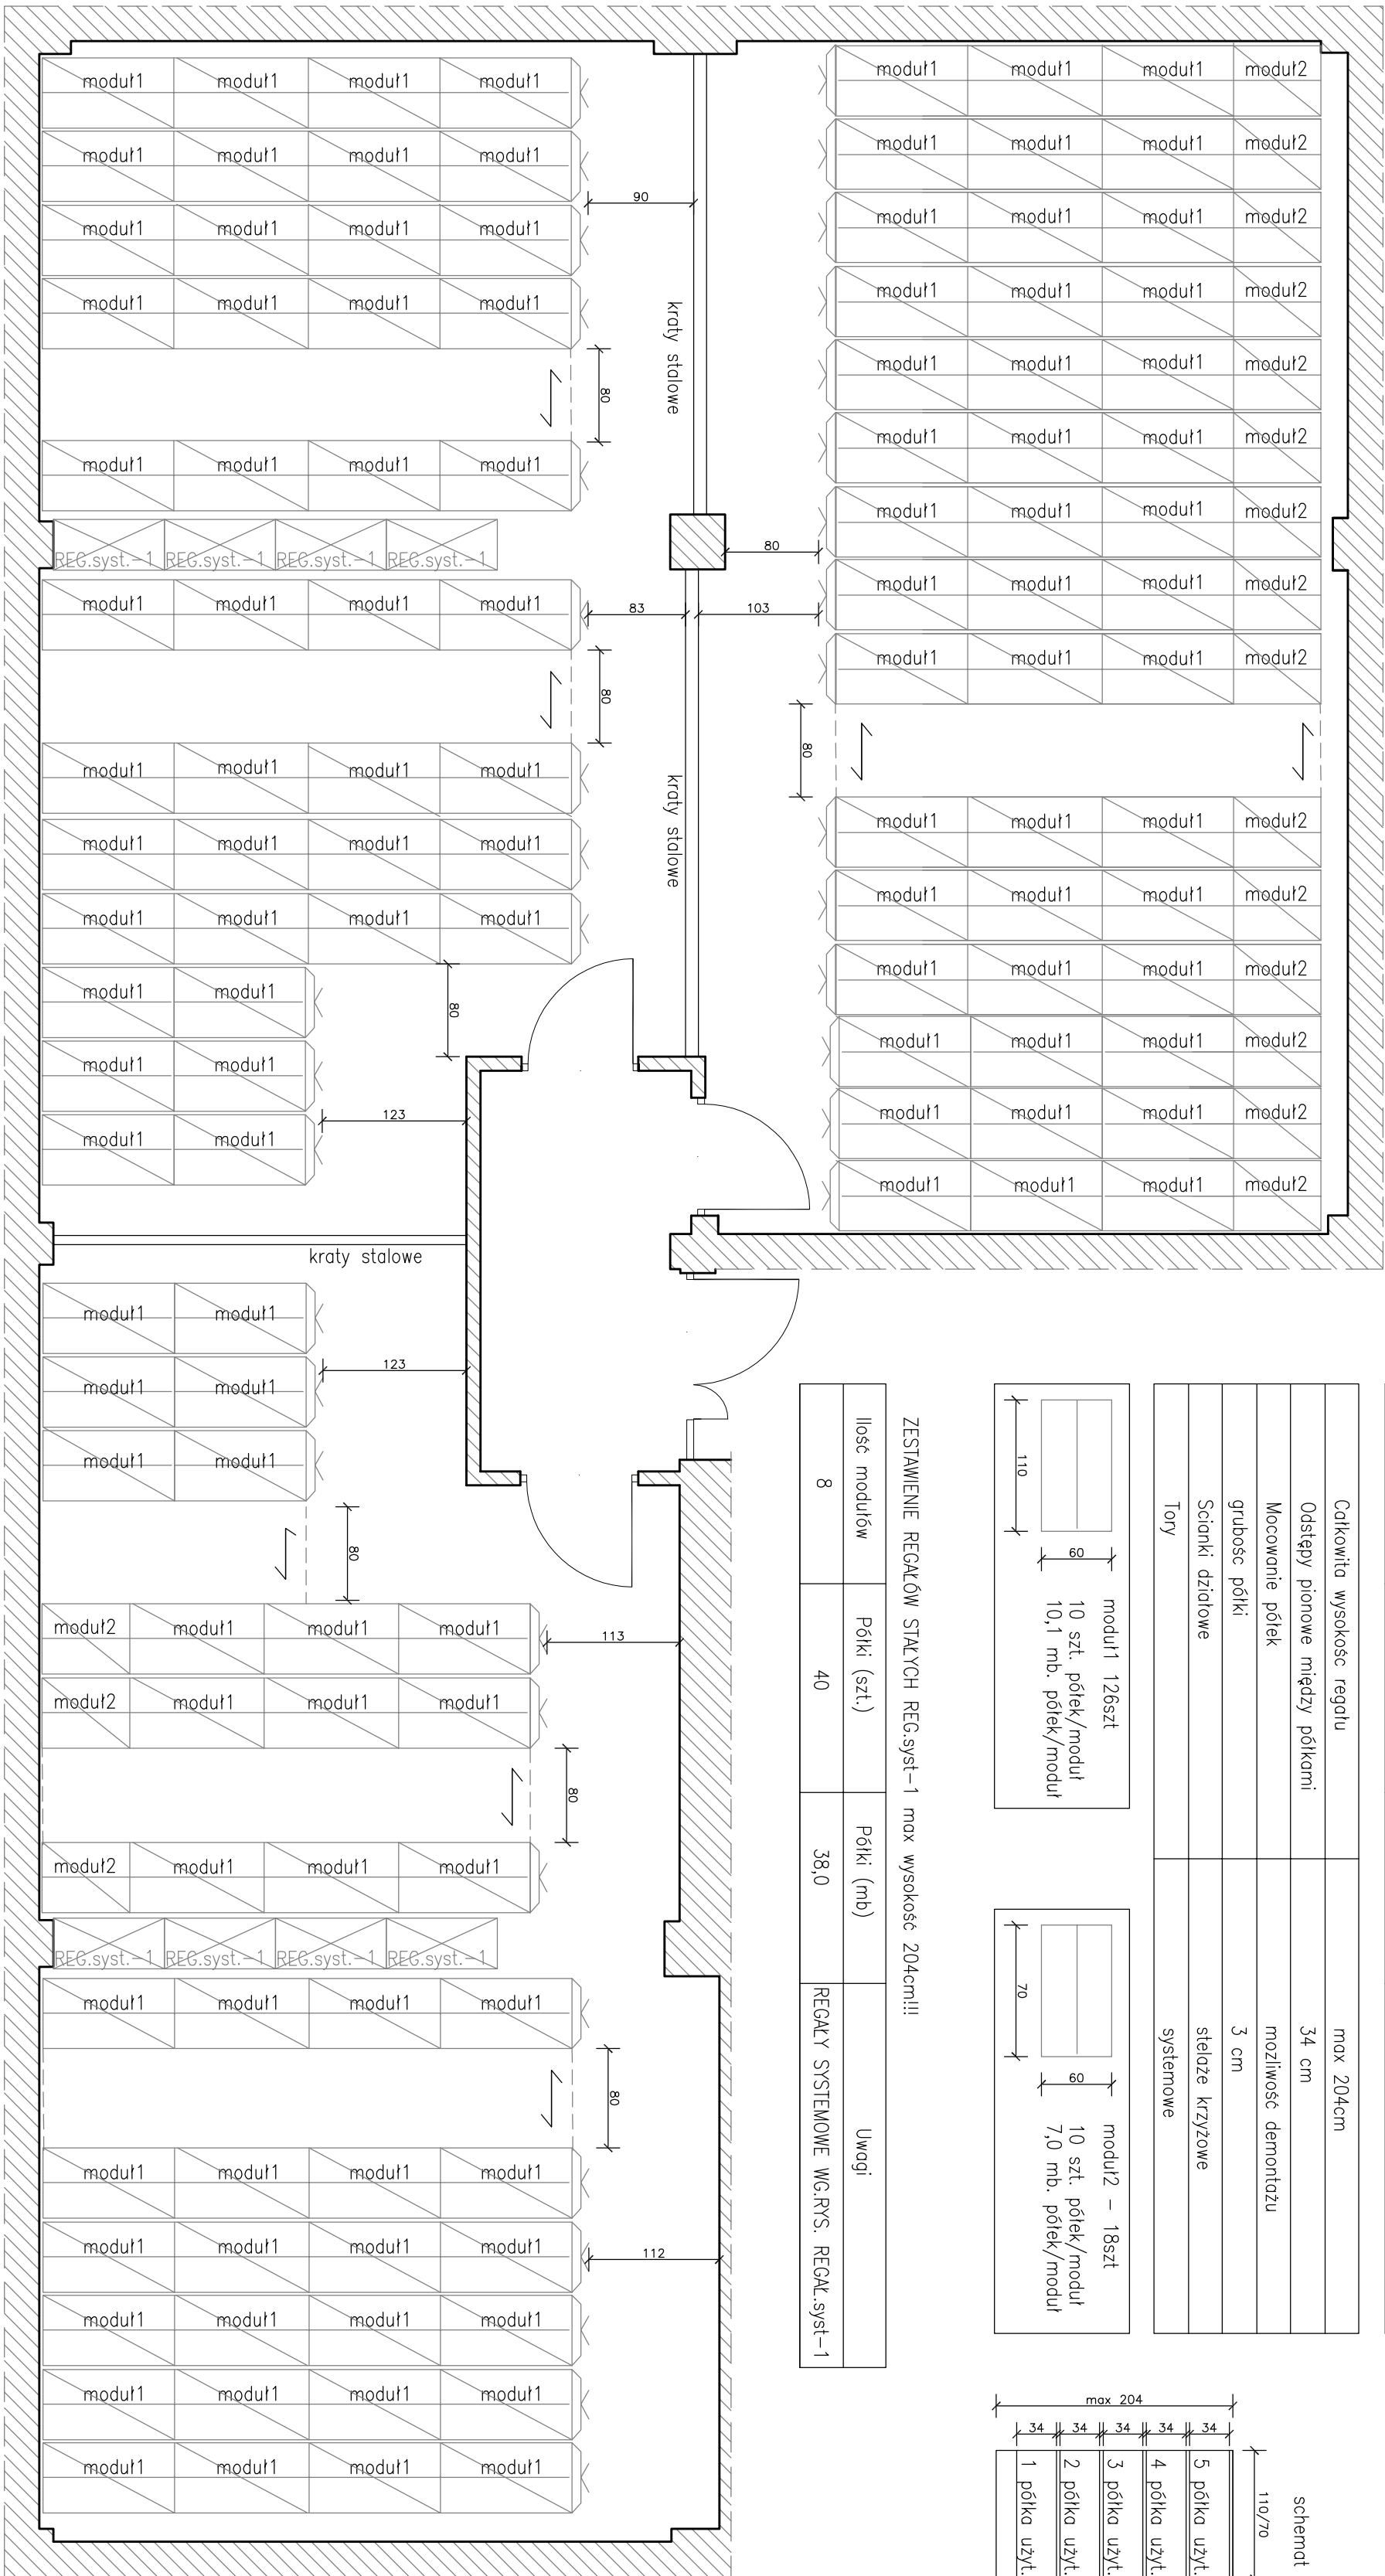 moduł1 moduł1 moduł1 moduł1
moduł1 moduł1 moduł1 moduł1
moduł1 moduł1 moduł1 moduł1
moduł1 moduł1 moduł1 moduł1
90
kraty stalowe
80
moduł1 moduł1 moduł1 moduł1
REG.syst.-1 REG.syst.-1 REG.syst.-1 REG.syst.-1
moduł1 moduł1 moduł1 moduł1
83
103
80
80
kraty stalowe
moduł1 moduł1 moduł1 moduł1
moduł1 moduł1 moduł1 moduł1
moduł1 moduł1 moduł1 moduł1
80
moduł1 moduł1
moduł1 moduł1
moduł1 moduł1
123
kraty stalowe
moduł1 moduł1 moduł1 moduł2
moduł1 moduł1 moduł1 moduł2
moduł1 moduł1 moduł1 moduł2
moduł1 moduł1 moduł1 moduł2
moduł1 moduł1 moduł1 moduł2
moduł1 moduł1 moduł1 moduł2
moduł1 moduł1 moduł1 moduł2
moduł1 moduł1 moduł1 moduł2
moduł1 moduł1 moduł1 moduł2
80
moduł1 moduł1 moduł1 moduł2
moduł1 moduł1 moduł1 moduł2
moduł1 moduł1 moduł1 moduł2
moduł1 moduł1 moduł1 moduł2
moduł1 moduł1 moduł1 moduł2
moduł1 moduł1 moduł1 moduł2
moduł1 moduł1
moduł1 moduł1
moduł1 moduł1
123
80
moduł2 moduł1 moduł1 moduł1
113
moduł2 moduł1 moduł1 moduł1
80
moduł2 moduł1 moduł1 moduł1
REG.syst.-1 REG.syst.-1 REG.syst.-1 REG.syst.-1
moduł1 moduł1 moduł1 moduł1
80
moduł1 moduł1 moduł1 moduł1
moduł1 moduł1 moduł1 moduł1
112
moduł1 moduł1 moduł1 moduł1
moduł1 moduł1 moduł1 moduł1
moduł1 moduł1 moduł1 moduł1
Całkowita wysokośc regału max 204cm
Odstępy pionowe między półkami 34 cm
Mocowanie półek mozliwość demontażu
grubośc półki 3 cm
Scianki działowe stelaże krzyżowe
Tory systemowe
moduł1 126szt
10 szt. półek/moduł
10,1 mb. półek/moduł
110
60
moduł2 - 18szt
10 szt. półek/moduł
7,0 mb. półek/moduł
70
60
ZESTAWIENIE REGAŁÓW STAŁYCH REG.syst-1 max wysokość 204cm!!!
Ilość modułów Półki (szt.) Półki (mb) Uwagi
8 40 38,0 REGAŁY SYSTEMOWE WG.RYS. REGAŁ.syst-1
schemat
110/70
max 204
34 34 34 34 34
5 półka użyt.
4 półka użyt.
3 półka użyt.
2 półka użyt.
1 półka użyt.